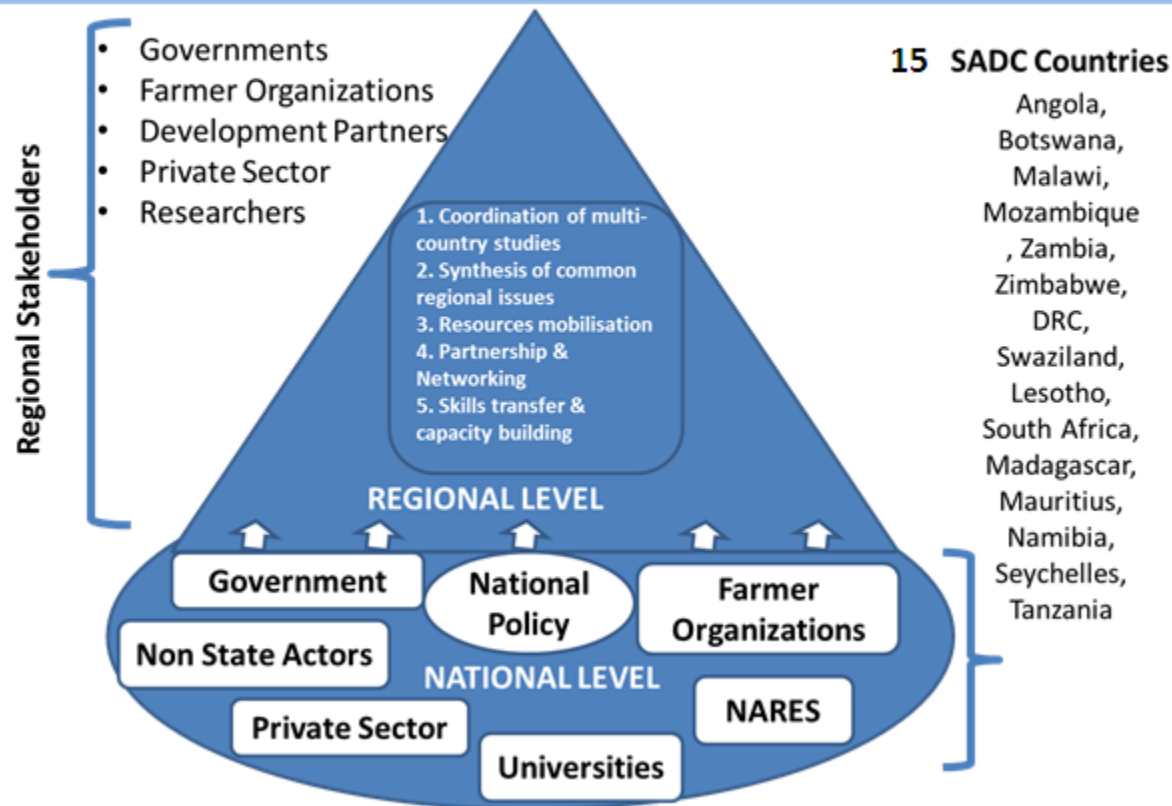 Regional Stakeholders
• Governments
• Farmer Organizations
• Development Partners
• Private Sector
• Researchers
1. Coordination of multi-
country studies
2. Synthesis of common
regional issues
3. Resources mobilisation
4. Partnership &
Networking
5. Skills transfer &
capacity building
REGIONAL LEVEL
Government
National
Policy
Farmer
Organizations
Non State Actors
NATIONAL LEVEL
NARES
Private Sector
Universities
15 SADC Countries
Angola,
Botswana,
Malawi,
Mozambique
, Zambia,
Zimbabwe,
DRC,
Swaziland,
Lesotho,
South Africa,
Madagascar,
Mauritius,
Namibia,
Seychelles,
Tanzania